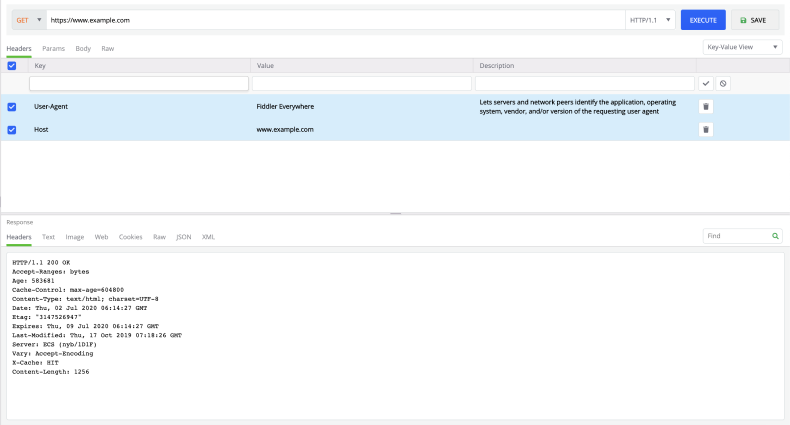 GET https://www.example.com HTTP/1.1 EXECUTE SAVE
Headers Params Body Raw Key-Value View
Key Value Description
User-Agent Fiddler Everywhere Lets servers and network peers identify the application, operating
system, vendor, and/or version of the requesting user agent
Host www.example.com
Response
Headers Text Image Web Cookies Raw JSON XML Find
HTTP/1.1 200 OK
Accept-Ranges: bytes
Age: 583681
Cache-Control: max-age=604800
Content-Type: text/html; charset=UTF-8
Date: Thu, 02 Jul 2020 06:14:27 GMT
Etag: "3147526947"
Expires: Thu, 09 Jul 2020 06:14:27 GMT
Last-Modified: Thu, 17 Oct 2019 07:18:26 GMT
Server: ECS (nyb/1D1F)
Vary: Accept-Encoding
X-Cache: HIT
Content-Length: 1256